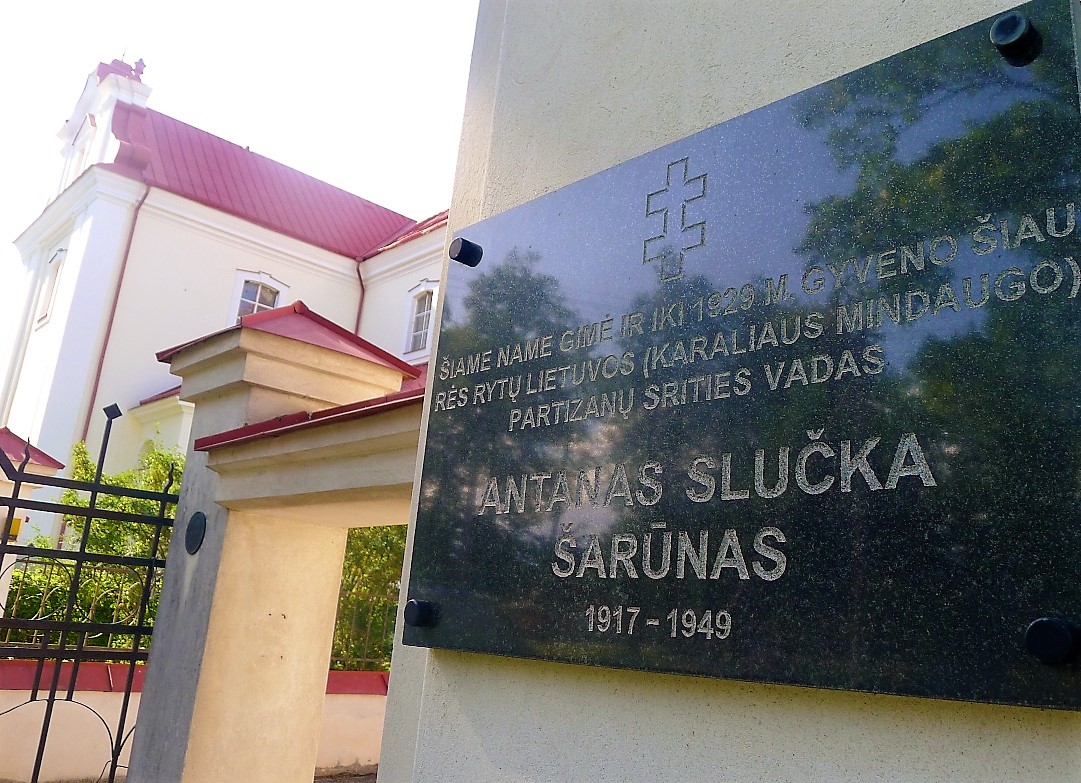 ŠIAME NAME GIMĖ IR IKI 1929 M. GYVENO ŠIAU
RĖS RYTŲ LIETUVOS (KARALIAUS MINDAUGO)
PARTIZANŲ SRITIES VADAS
ANTANAS SLUČKA
ŠARŪNAS
1917 - 1949